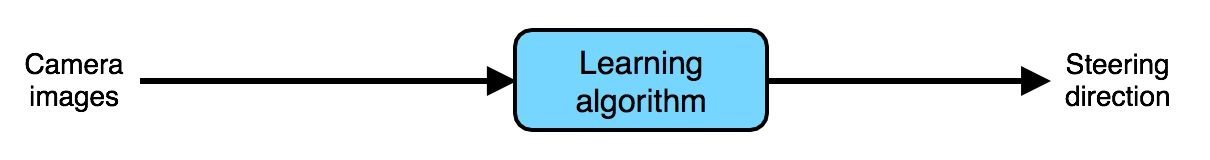 Camera
images
Learning
algorithm
Steering
direction